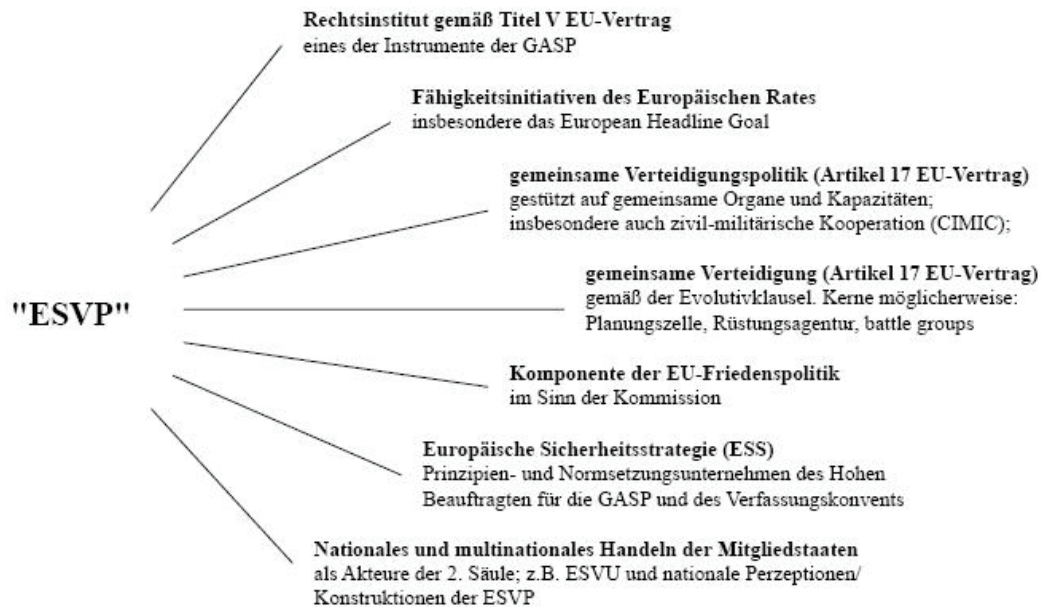 Rechtsinstitut gemäß Titel V EU-Vertrag
eines der Instrumente der GASP
Fähigkeitsinitiativen des Europäischen Rates
insbesondere das European Headline Goal
gemeinsame Verteidigungspolitik (Artikel 17 EU-Vertrag)
gestützt auf gemeinsame Organe und Kapazitäten;
insbesondere auch zivil-militärische Kooperation (CIMIC);
gemeinsame Verteidigung (Artikel 17 EU-Vertrag)
gemäß der Evolutivklausel. Kerne möglicherweise:
Planungszelle, Rüstungsagentur, battle groups
"ESVP"
Komponente der EU-Friedenspolitik
im Sinn der Kommission
Europäische Sicherheitsstrategie (ESS)
Prinzipien- und Normsetzungsunternehmen des Hohen
Beauftragten für die GASP und des Verfassungskonvents
Nationales und multinationales Handeln der Mitgliedstaaten
als Akteure der 2. Säule; z.B. ESVU und nationale Perzeptionen/
Konstruktionen der ESVP